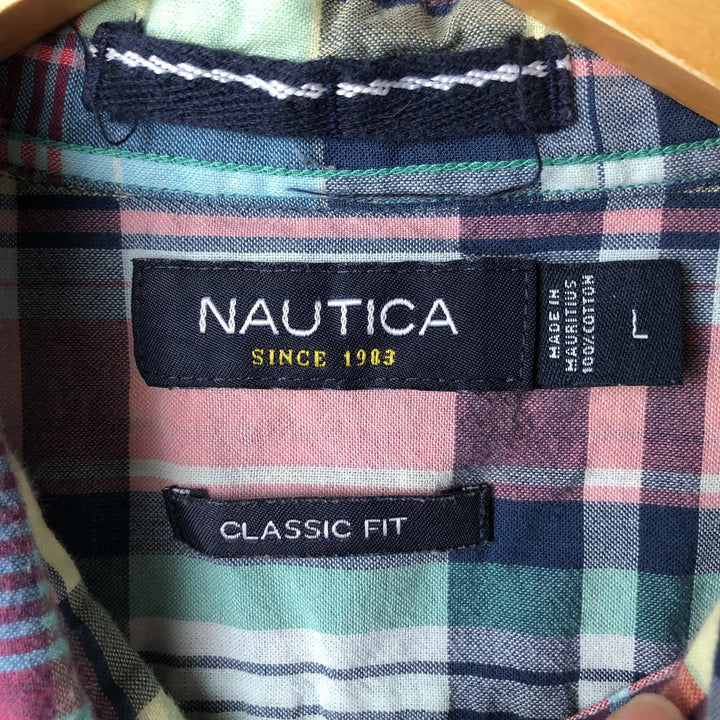 NAUTICA
SINCE 1983
MADE IN
MAURITIUS
100% COTTON
L
CLASSIC FIT